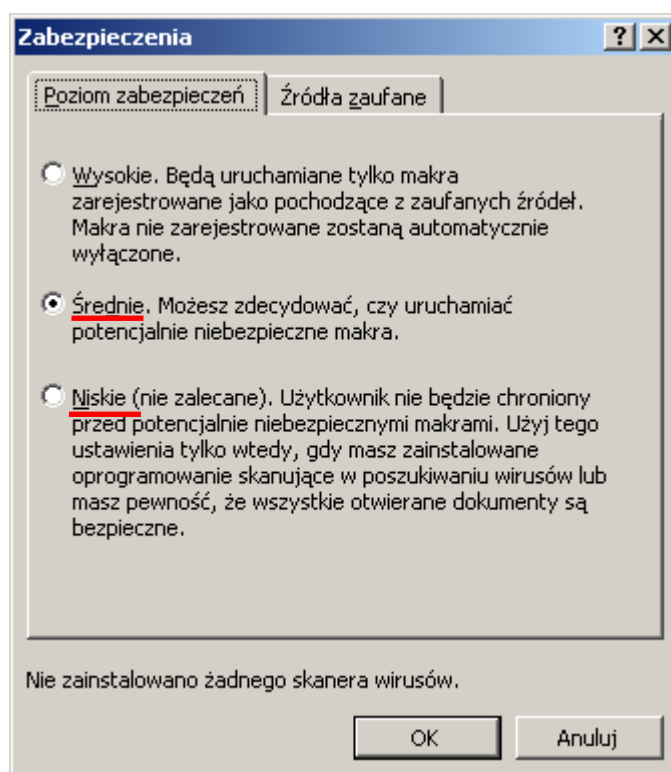 Zabezpieczenia
Poziom zabezpieczeń
Źródła zaufane
Wysokie. Będą uruchamiane tylko makra
zarejestrowane jako pochodzące z zaufanych źródeł.
Makra nie zarejestrowane zostaną automatycznie
wyłączone.
Średnie. Możesz zdecydować, czy uruchamiać
potencjalnie niebezpieczne makra.
Niskie (nie zalecane). Użytkownik nie będzie chroniony
przed potencjalnie niebezpiecznymi makrami. Użyj tego
ustawienia tylko wtedy, gdy masz zainstalowane
oprogramowanie skanujące w poszukiwaniu wirusów lub
masz pewność, że wszystkie otwierane dokumenty są
bezpieczne.
Nie zainstalowano żadnego skanera wirusów.
OK
Anuluj